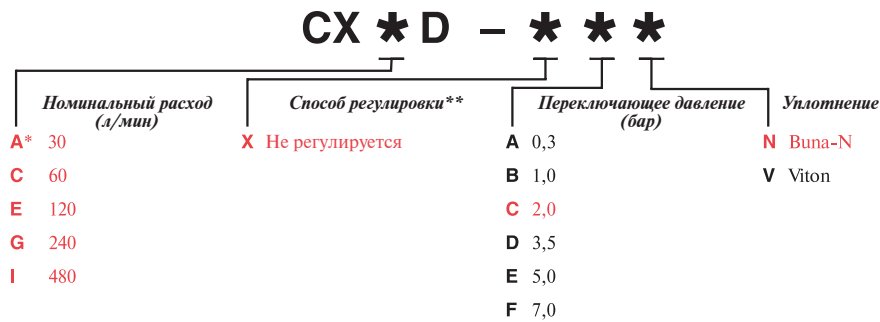 CX * D – * * *
Номинальный расход
(л/мин)
Способ регулировки**
Переключающее давление
(бар)
Уплотнение
A* 30
C 60
E 120
G 240
I 480
X Не регулируется
A 0,3
B 1,0
C 2,0
D 3,5
E 5,0
F 7,0
N Buna-N
V Viton